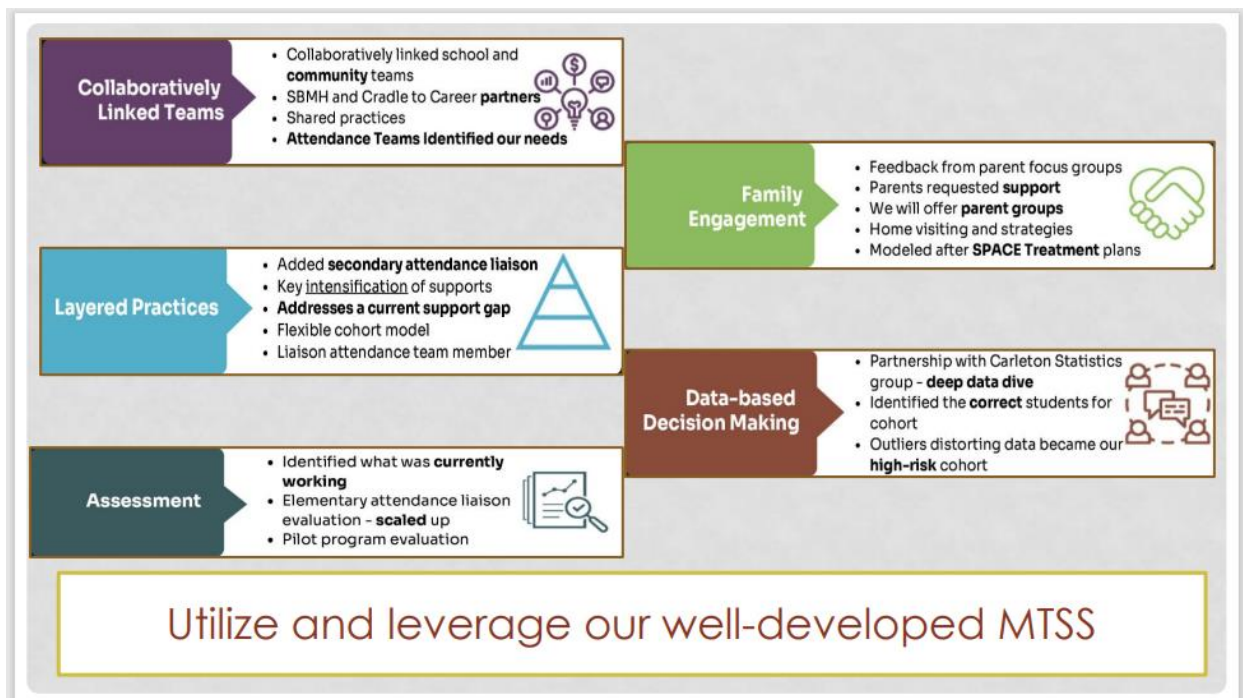 Collaboratively
Linked Teams
• Collaboratively linked school and
community teams
• SBMH and Cradle to Career partners
• Shared practices
• Attendance Teams Identified our needs
Family
Engagement
• Feedback from parent focus groups
• Parents requested support
• We will offer parent groups
• Home visiting and strategies
• Modeled after SPACE Treatment plans
Layered Practices
• Added secondary attendance liaison
• Key intensification of supports
• Addresses a current support gap
• Flexible cohort model
• Liaison attendance team member
Data-based
Decision Making
• Partnership with Carleton Statistics
group - deep data dive
• Identified the correct students for
cohort
• Outliers distorting data became our
high-risk cohort
Assessment
• Identified what was currently
working
• Elementary attendance liaison
evaluation - scaled up
• Pilot program evaluation
Utilize and leverage our well-developed MTSS